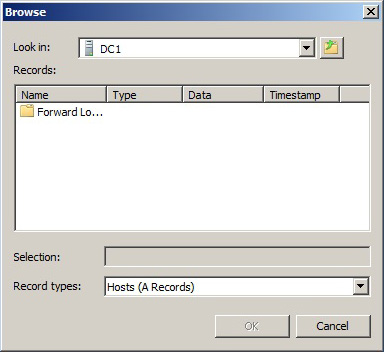 Browse
Look in: DC1
Records:
Name Type Data Timestamp
Forward Lo...
Selection:
Record types: Hosts (A Records)
OK Cancel